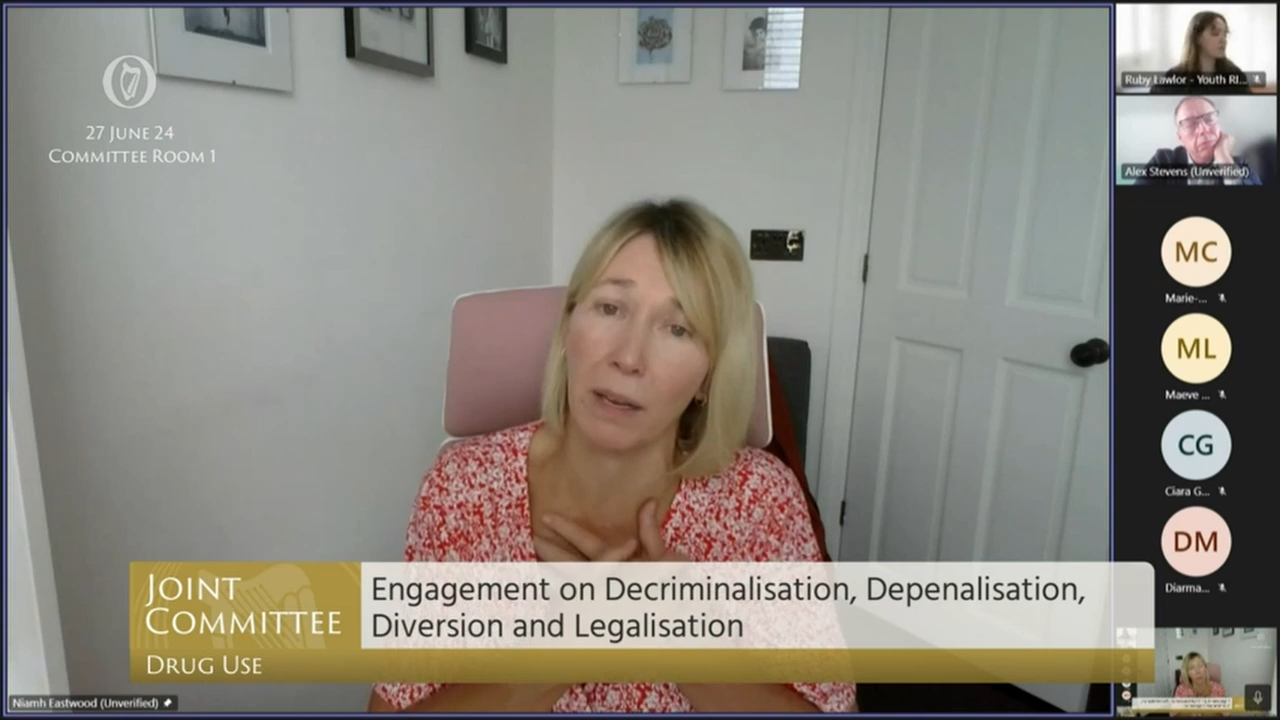 27 June 24
Committee Room 1
Ruby Lawlor - Youth RI...
Alex Stevens (Unverified)
MC
Marie-...
ML
Maeve ...
CG
Ciara G...
DM
Diarma...
Joint
Committee
Engagement on Decriminalisation, Depenalisation,
Diversion and Legalisation
Drug Use
Niamh Eastwood (Unverified)